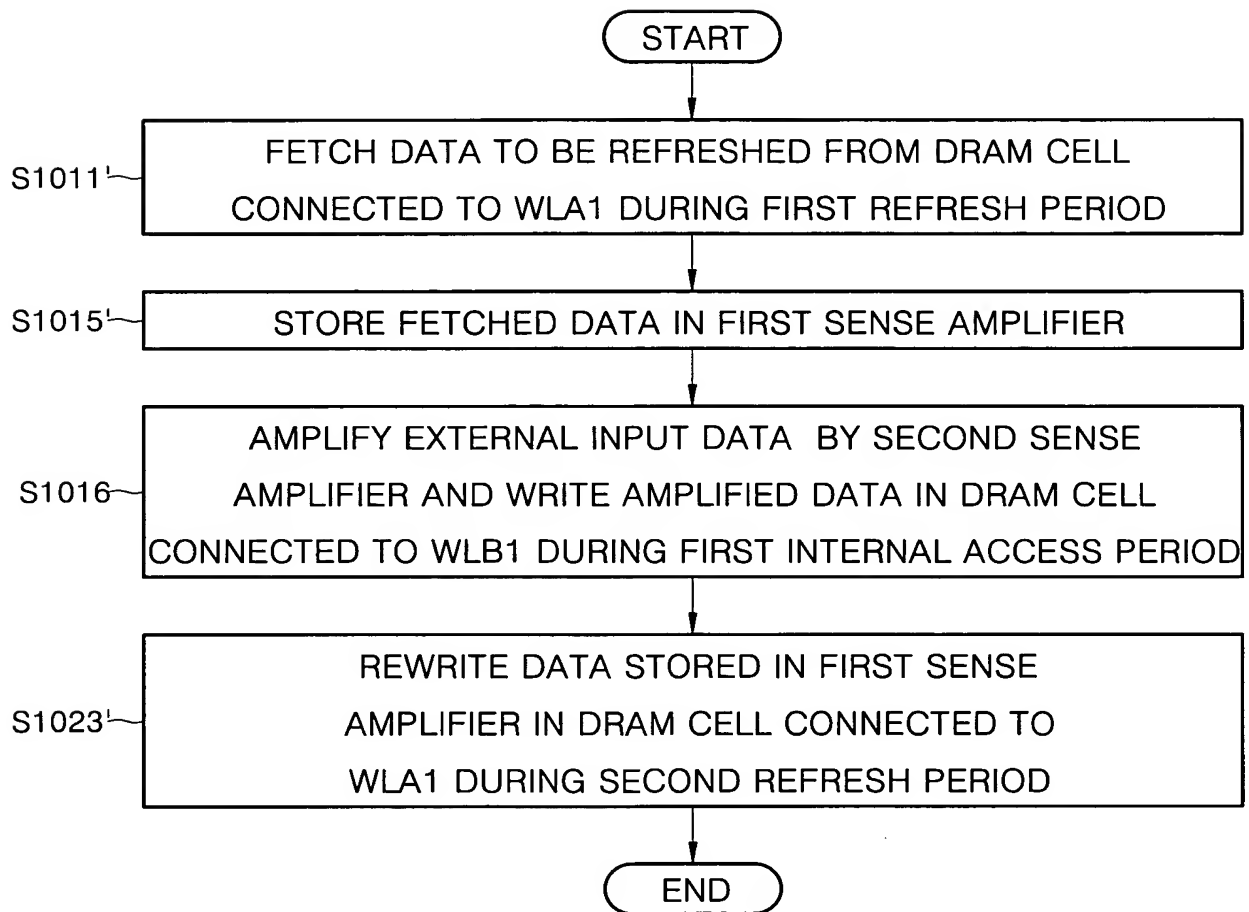 START
S1011'
FETCH DATA TO BE REFRESHED FROM DRAM CELL
CONNECTED TO WLA1 DURING FIRST REFRESH PERIOD
S1015'
STORE FETCHED DATA IN FIRST SENSE AMPLIFIER
S1016
AMPLIFY EXTERNAL INPUT DATA BY SECOND SENSE
AMPLIFIER AND WRITE AMPLIFIED DATA IN DRAM CELL
CONNECTED TO WLB1 DURING FIRST INTERNAL ACCESS PERIOD
S1023'
REWRITE DATA STORED IN FIRST SENSE
AMPLIFIER IN DRAM CELL CONNECTED TO
WLA1 DURING SECOND REFRESH PERIOD
END